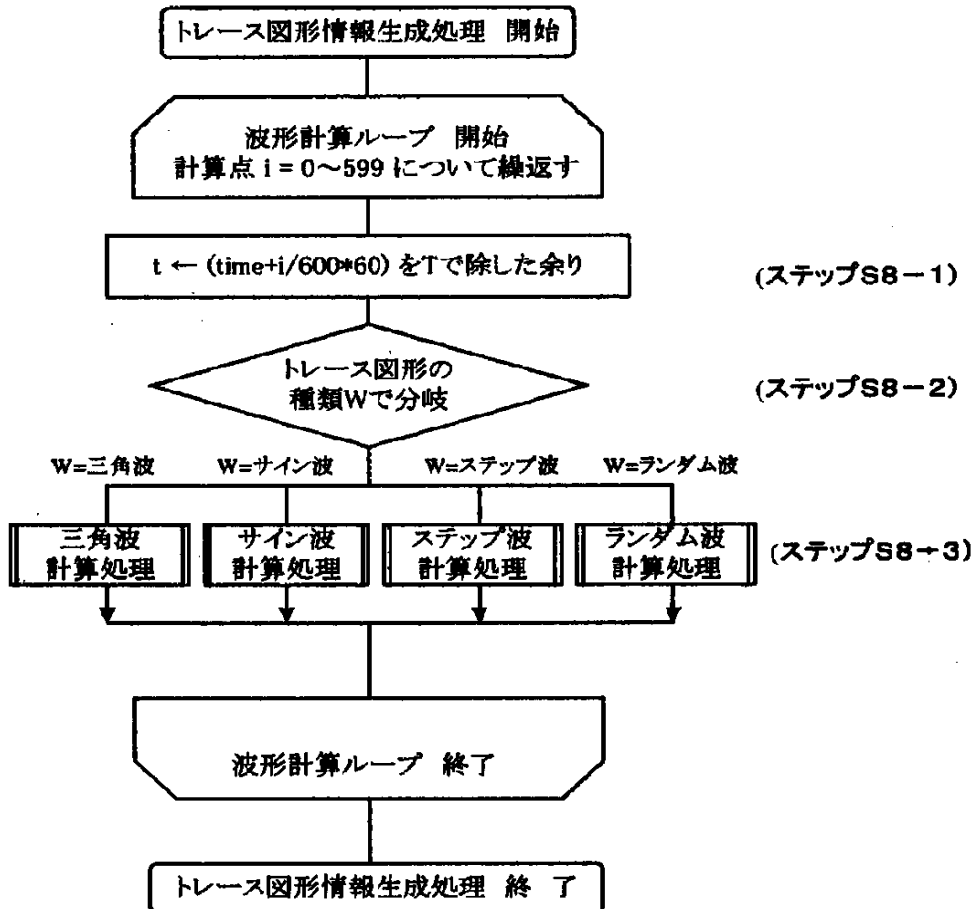 トレース図形情報生成処理 開始
波形計算ループ 開始
計算点 i = 0～599 について繰返す
t ← (time+i/600*60) をTで除した余り
(ステップS8－1)
トレース図形の
種類Wで分岐
(ステップS8－2)
W=三角波
W=サイン波
W=ステップ波
W=ランダム波
三角波
計算処理
サイン波
計算処理
ステップ波
計算処理
ランダム波
計算処理
(ステップS8－3)
波形計算ループ 終了
トレース図形情報生成処理 終 了